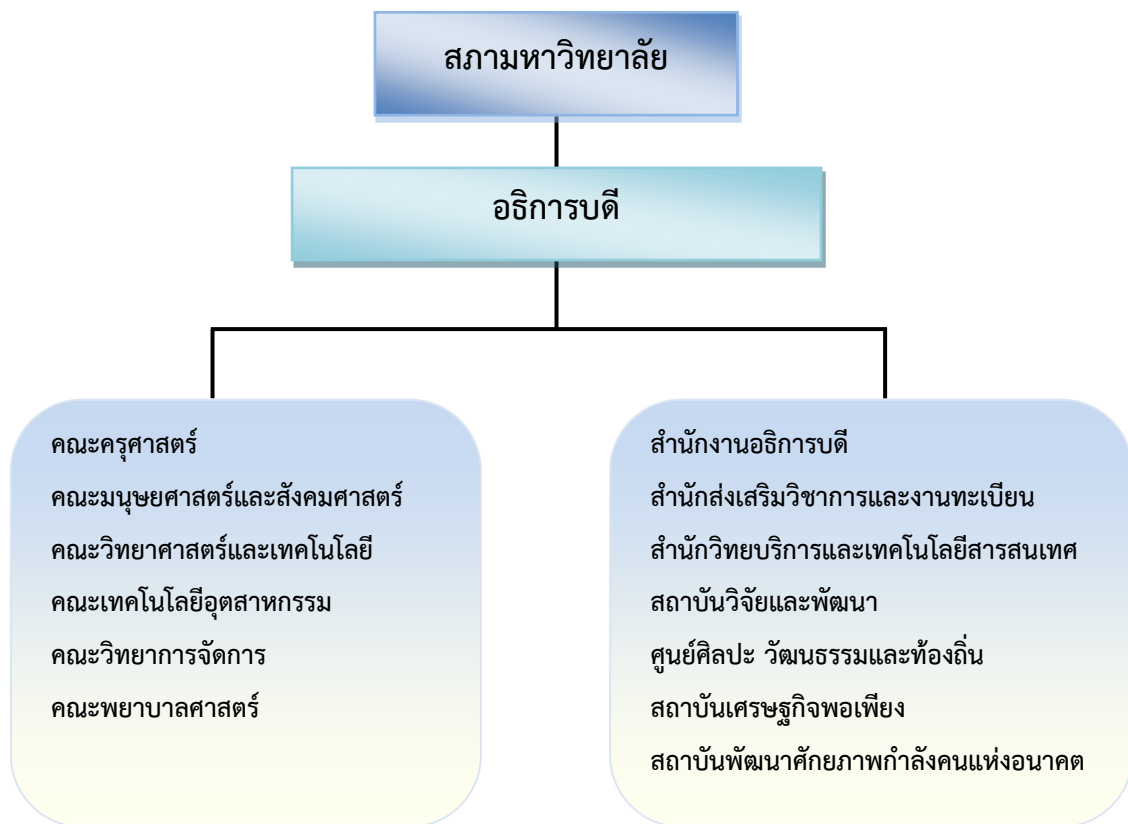 สภามหาวิทยาลัย
อธิการบดี
คณะครุศาสตร์
คณะมนุษยศาสตร์และสังคมศาสตร์
คณะวิทยาศาสตร์และเทคโนโลยี
คณะเทคโนโลยีอุตสาหกรรม
คณะวิทยาการจัดการ
คณะพยาบาลศาสตร์
สำนักงานอธิการบดี
สำนักส่งเสริมวิชาการและงานทะเบียน
สำนักวิทยบริการและเทคโนโลยีสารสนเทศ
สถาบันวิจัยและพัฒนา
ศูนย์ศิลปะ วัฒนธรรมและท้องถิ่น
สถาบันเศรษฐกิจพอเพียง
สถาบันพัฒนาศักยภาพกำลังคนแห่งอนาคต